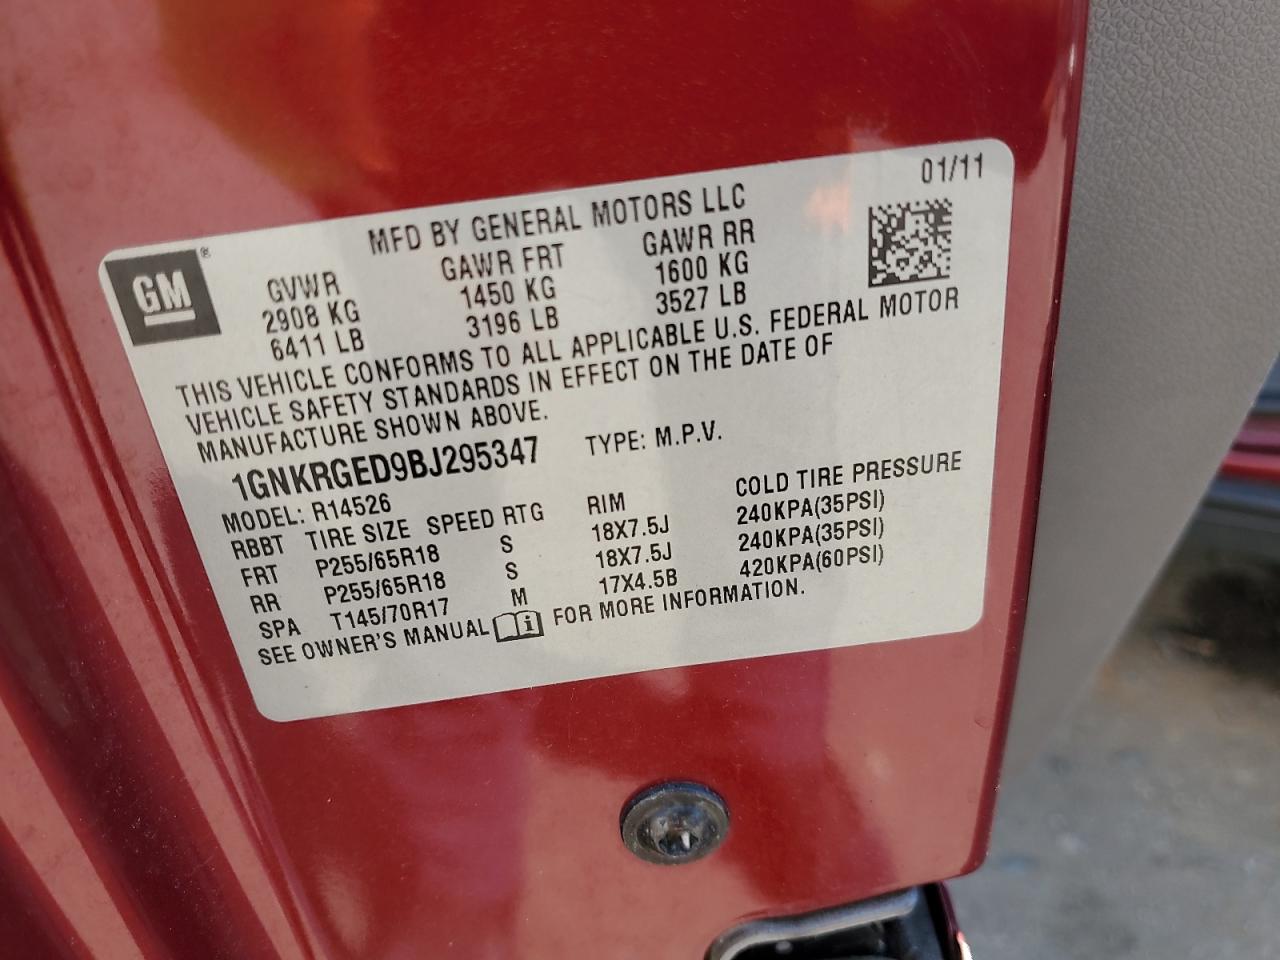 01/11
MFD BY GENERAL MOTORS LLC
GM ®
GVWR GAWR FRT GAWR RR
2908 KG 1450 KG 1600 KG
6411 LB 3196 LB 3527 LB
THIS VEHICLE CONFORMS TO ALL APPLICABLE U.S. FEDERAL MOTOR
VEHICLE SAFETY STANDARDS IN EFFECT ON THE DATE OF
MANUFACTURE SHOWN ABOVE.
1GNKRGED9BJ295347 TYPE: M.P.V.
MODEL: R14526
RBBT TIRE SIZE SPEED RTG RIM COLD TIRE PRESSURE
FRT P255/65R18 S 18X7.5J 240KPA(35PSI)
RR P255/65R18 S 18X7.5J 240KPA(35PSI)
SPA T145/70R17 M 17X4.5B 420KPA(60PSI)
SEE OWNER'S MANUAL i FOR MORE INFORMATION.